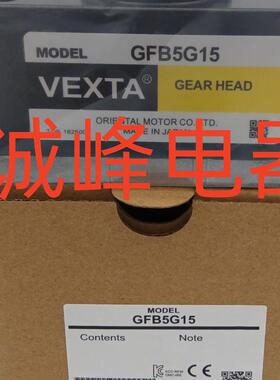 MODEL GFB5G15
VEXTA® GEAR HEAD
ORIENTAL MOTOR CO.,LTD.
MADE IN JAPAN
诚峰电器
MODEL
GFB5G15
Contents Note
CE